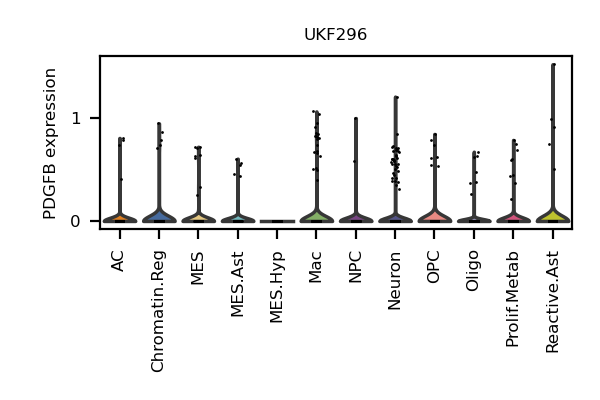 UKF296
PDGFB expression
1
0
AC
Chromatin.Reg
MES
MES.Ast
MES.Hyp
Mac
NPC
Neuron
OPC
Oligo
Prolif.Metab
Reactive.Ast